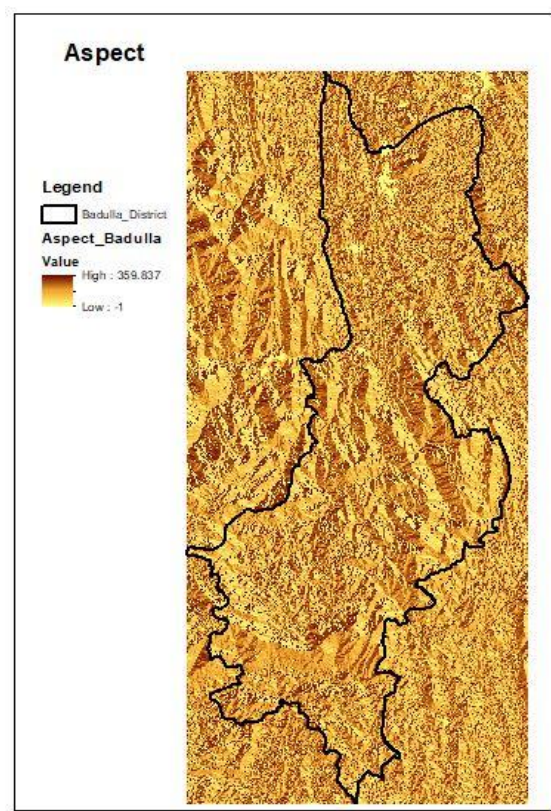 Aspect
Legend
Badulla_District
Aspect_Badulla
Value
High : 359.837
Low : -1